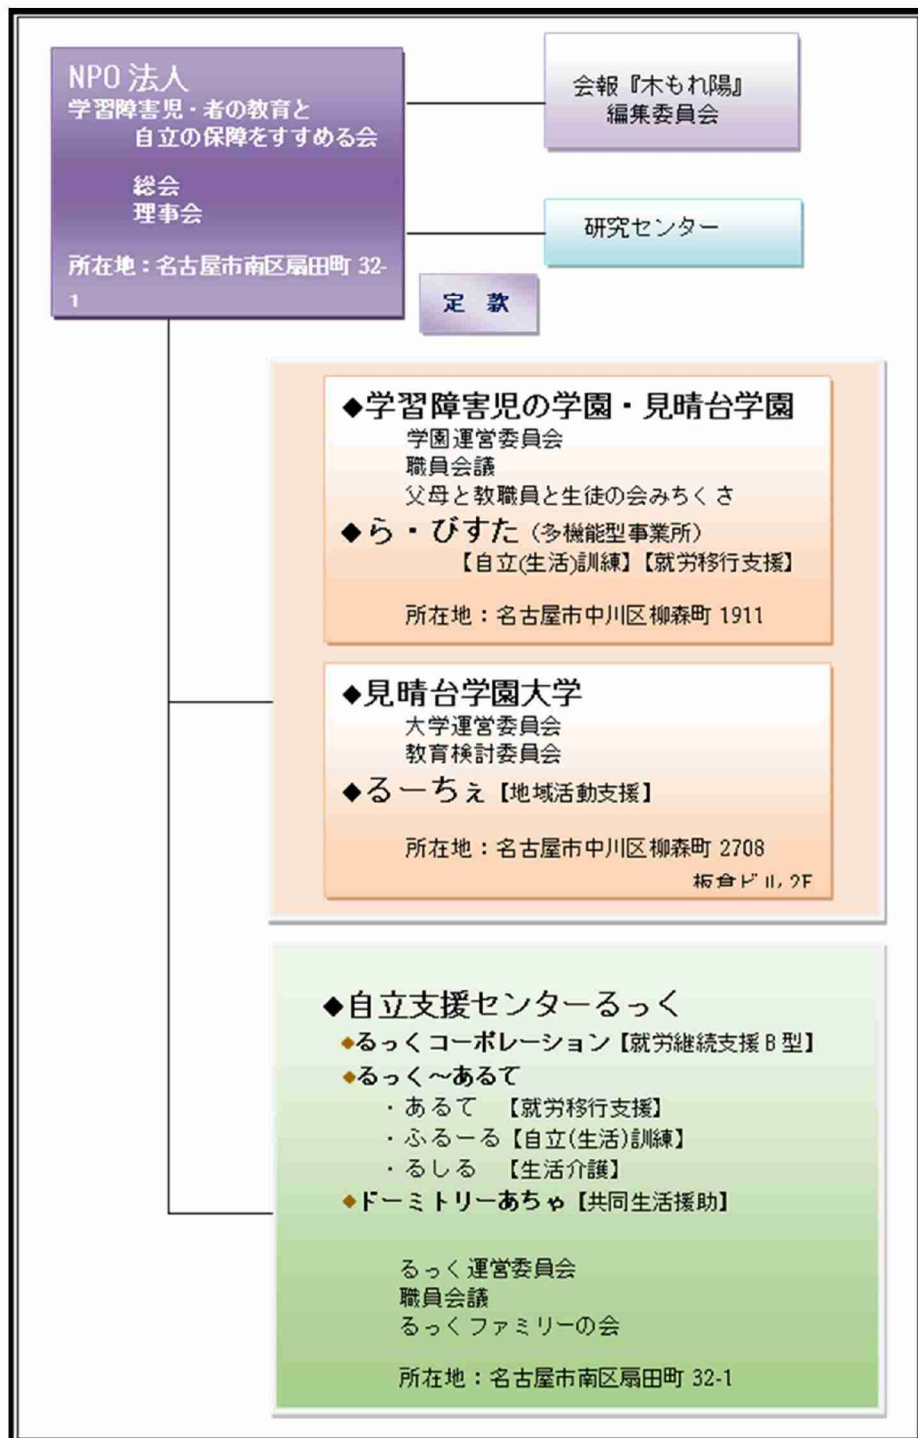 NPO法人
学習障害児・者の教育と
自立の保障をすすめる会
総会
理事会
所在地：名古屋市南区扇田町 32-
1
会報『木もれ陽』
編集委員会
研究センター
定 款
◆学習障害児の学園・見晴台学園
学園運営委員会
職員会議
父母と教職員と生徒の会みちくさ
◆ら・びすた（多機能型事業所）
【自立(生活)訓練】【就労移行支援】
所在地：名古屋市中川区柳森町 1911
◆見晴台学園大学
大学運営委員会
教育検討委員会
◆るーちぇ【地域活動支援】
所在地：名古屋市中川区柳森町 2708
板倉ビル 2F
◆自立支援センターるっく
◆るっくコーポレーション【就労継続支援B型】
◆るっく～あるて
・あるて 【就労移行支援】
・ふるーる【自立(生活)訓練】
・るしる 【生活介護】
◆ドーミトリーあちゃ【共同生活援助】
るっく運営委員会
職員会議
るっくファミリーの会
所在地：名古屋市南区扇田町 32-1